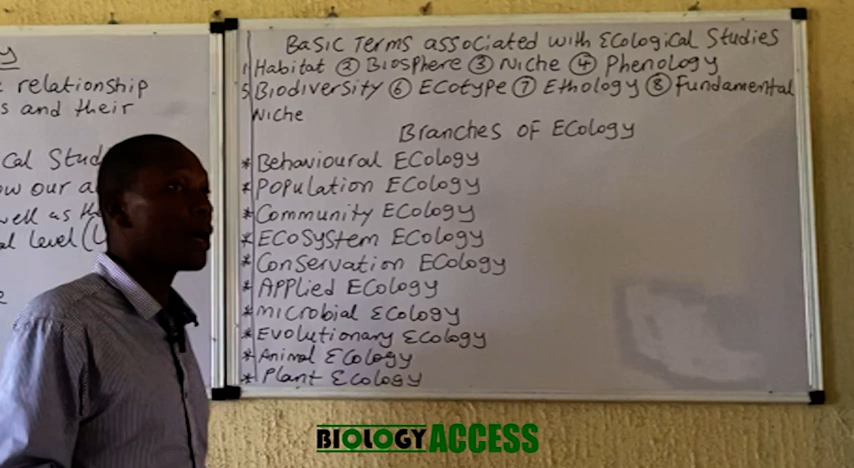 y
relationship
s and their
cal Stud
ow our a
well as th
al level (
Basic Terms associated with Ecological Studies
1 Habitat ② Biosphere ③ Niche ④ Phenology
5 Biodiversity ⑥ Ecotype ⑦ Ethology ⑧ Fundamental
Niche
Branches of Ecology
* Behavioural Ecology
* Population Ecology
* Community Ecology
* Ecosystem Ecology
* Conservation Ecology
* Applied Ecology
* Microbial Ecology
* Evolutionary Ecology
* Animal Ecology
* Plant Ecology
BIOLOGY ACCESS